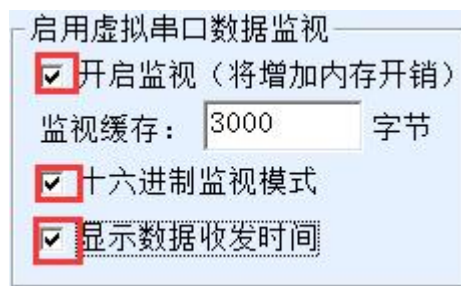 启用虚拟串口数据监视
开启监视（将增加内存开销）
监视缓存： 3000 字节
十六进制监视模式
显示数据收发时间